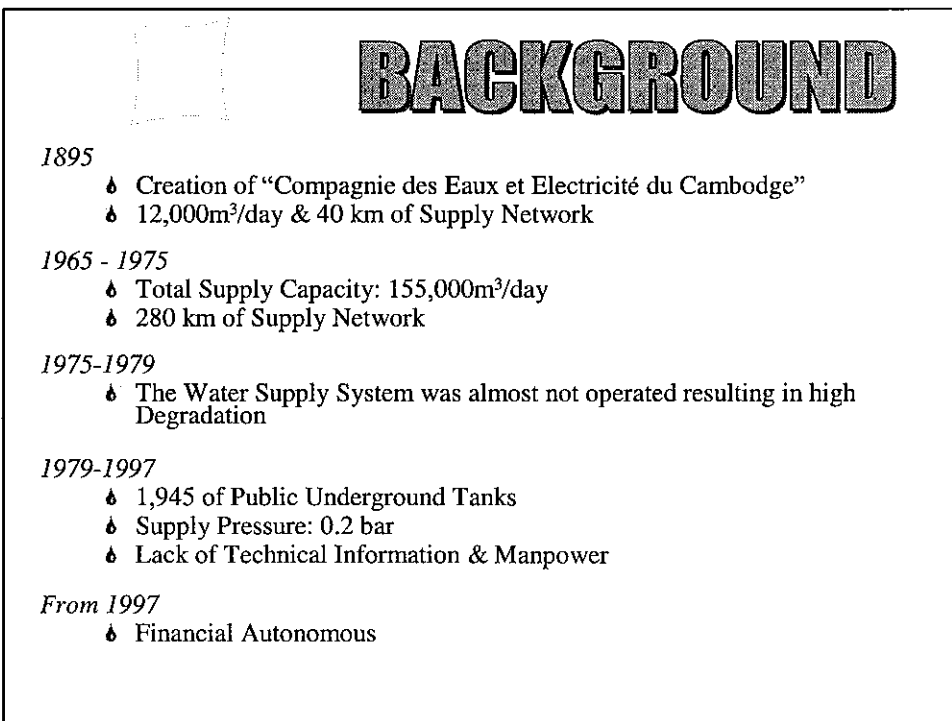 BACKGROUND
1895
Creation of “Compagnie des Eaux et Electricité du Cambodge”
12,000m³/day & 40 km of Supply Network
1965 - 1975
Total Supply Capacity: 155,000m³/day
280 km of Supply Network
1975-1979
The Water Supply System was almost not operated resulting in high
Degradation
1979-1997
1,945 of Public Underground Tanks
Supply Pressure: 0.2 bar
Lack of Technical Information & Manpower
From 1997
Financial Autonomous